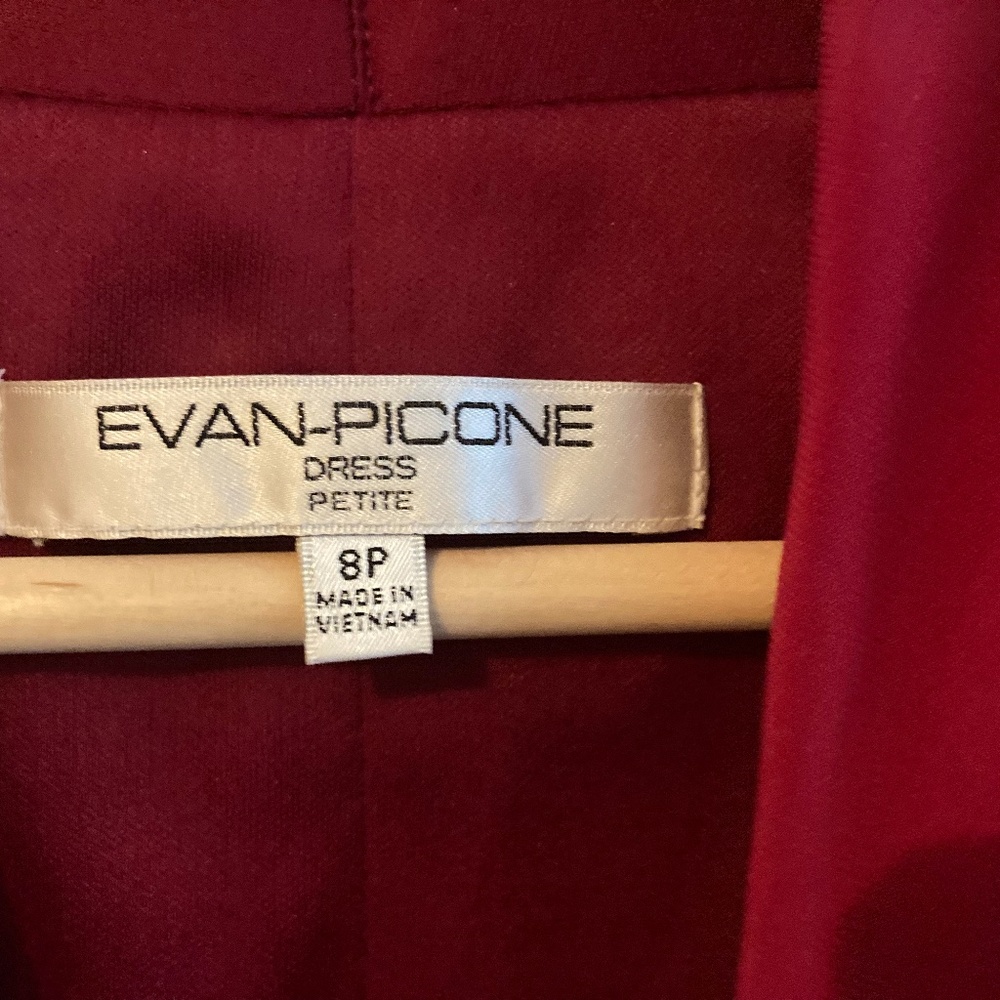 EVAN-PICONE
DRESS
PETITE
8P
MADE IN
VIETNAM